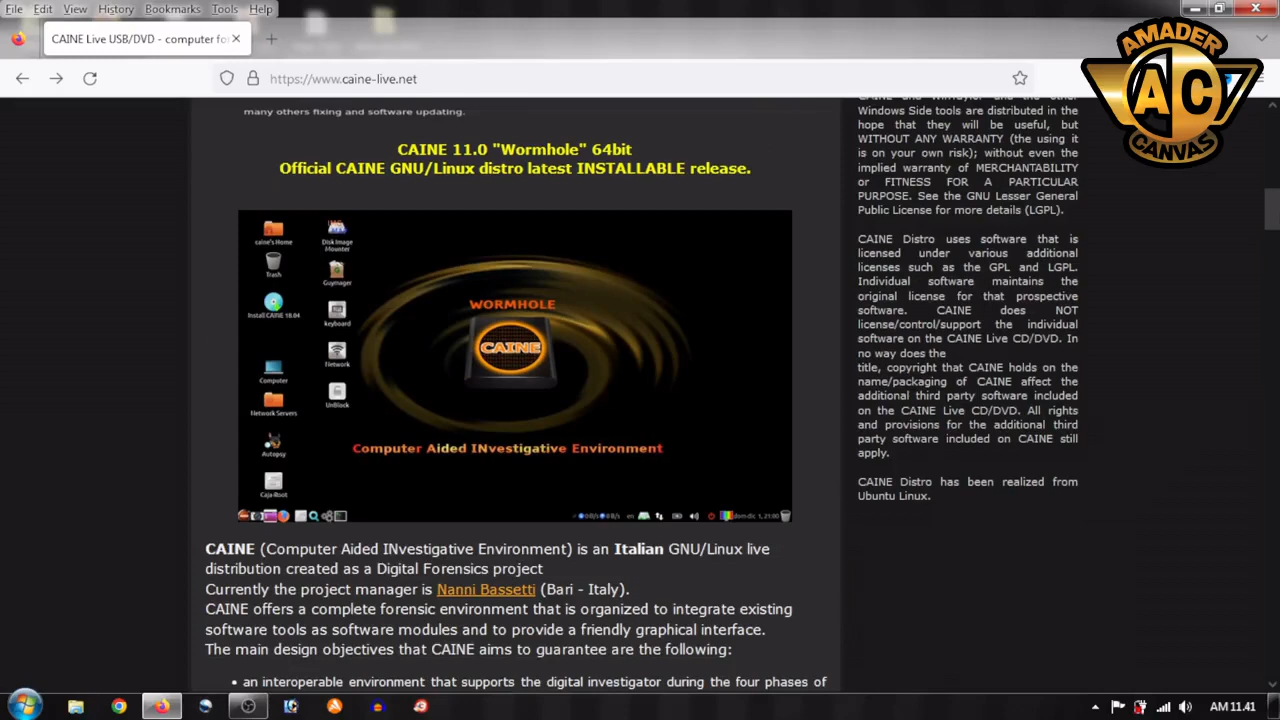 File Edit View History Bookmarks Tools Help
CAINE Live USB/DVD - computer fo
https://www.caine-live.net
AMADER
AC
CANVAS
many others fixing and software updating.
CAINE 11.0 "Wormhole" 64bit
Official CAINE GNU/Linux distro latest INSTALLABLE release.
caine's Home
Disk Image
Mounter
Trash
Guymager
Install CAINE 18.04
keyboard
Computer
Network
Network Servers
UnBlock
Autopsy
Caja-Root
WORMHOLE
CAINE
Computer Aided INvestigative Environment
en
dom dic 1, 21:00
CAINE (Computer Aided INvestigative Environment) is an Italian GNU/Linux live
distribution created as a Digital Forensics project
Currently the project manager is Nanni Bassetti (Bari - Italy).
CAINE offers a complete forensic environment that is organized to integrate existing
software tools as software modules and to provide a friendly graphical interface.
The main design objectives that CAINE aims to guarantee are the following:
• an interoperable environment that supports the digital investigator during the four phases of
Windows Side tools are distributed in the
hope that they will be useful, but
WITHOUT ANY WARRANTY (the using it
is on your own risk); without even the
implied warranty of MERCHANTABILITY
or FITNESS FOR A PARTICULAR
PURPOSE. See the GNU Lesser General
Public License for more details (LGPL).
CAINE Distro uses software that is
licensed under various additional
licenses such as the GPL and LGPL.
Individual software maintains the
original license for that prospective
software. CAINE does NOT
license/control/support the individual
software on the CAINE Live CD/DVD. In
no way does the
title, copyright that CAINE holds on the
name/packaging of CAINE affect the
additional third party software included
on the CAINE Live CD/DVD. All rights
and provisions for the additional third
party software included on CAINE still
apply.
CAINE Distro has been realized from
Ubuntu Linux.
AM 11.41